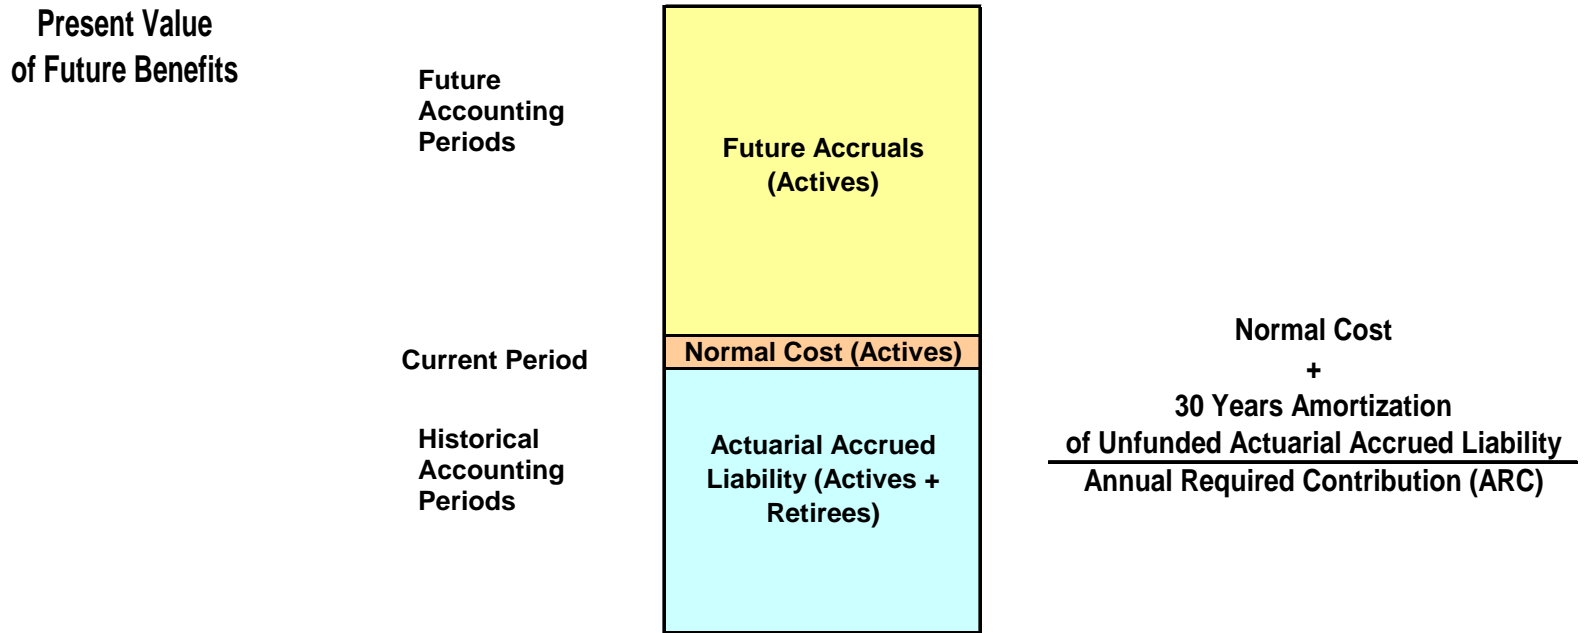 Present Value
of Future Benefits
Future
Accounting
Periods
Future Accruals
(Actives)
Current Period
Normal Cost (Actives)
Historical
Accounting
Periods
Actuarial Accrued
Liability (Actives +
Retirees)
Normal Cost
+
30 Years Amortization
of Unfunded Actuarial Accrued Liability
Annual Required Contribution (ARC)